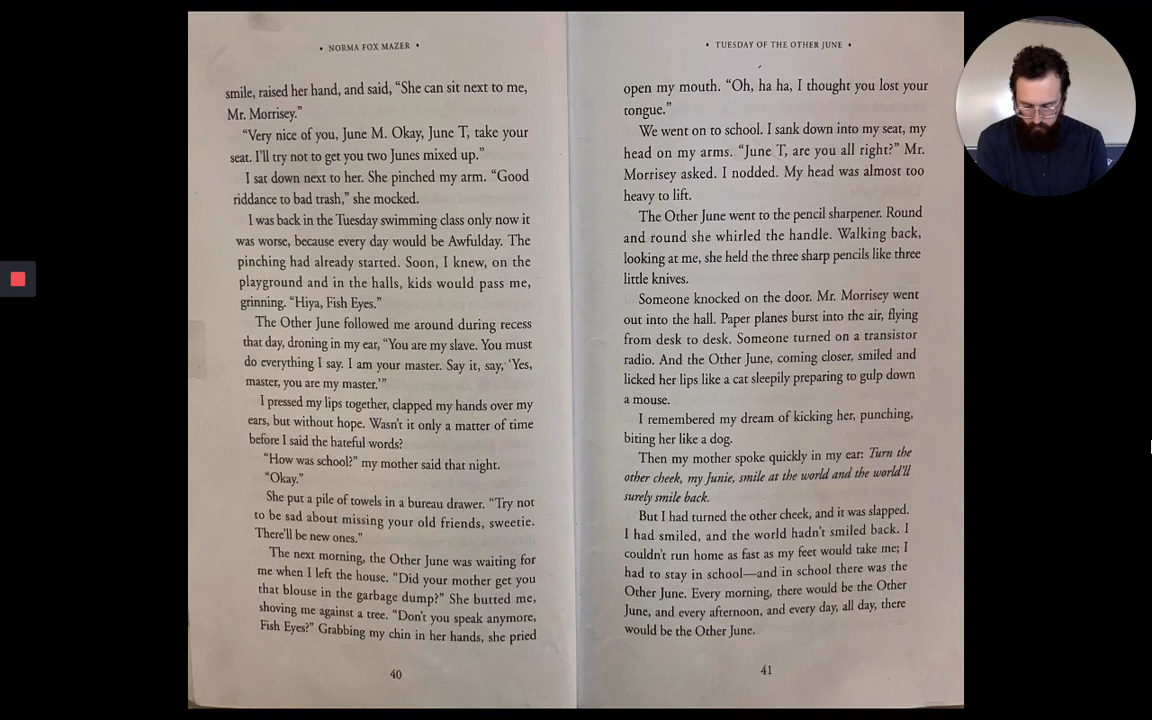 • NORMA FOX MAZER •
smile, raised her hand, and said, “She can sit next to me,
Mr. Morrisey.”
“Very nice of you, June M. Okay, June T, take your
seat. I’ll try not to get you two Junes mixed up.”
I sat down next to her. She pinched my arm. “Good
riddance to bad trash,” she mocked.
I was back in the Tuesday swimming class only now it
was worse, because every day would be Awfulday. The
pinching had already started. Soon, I knew, on the
playground and in the halls, kids would pass me,
grinning. “Hiya, Fish Eyes.”
The Other June followed me around during recess
that day, droning in my ear, “You are my slave. You must
do everything I say. I am your master. Say it, say, ‘Yes,
master, you are my master.’”
I pressed my lips together, clapped my hands over my
ears, but without hope. Wasn’t it only a matter of time
before I said the hateful words?
“How was school?” my mother said that night.
“Okay.”
She put a pile of towels in a bureau drawer. “Try not
to be sad about missing your old friends, sweetie.
There’ll be new ones.”
The next morning, the Other June was waiting for
me when I left the house. “Did your mother get you
that blouse in the garbage dump?” She butted me,
shoving me against a tree. “Don’t you speak anymore,
Fish Eyes?” Grabbing my chin in her hands, she pried
40
• TUESDAY OF THE OTHER JUNE •
open my mouth. “Oh, ha ha, I thought you lost your
tongue.”
We went on to school. I sank down into my seat, my
head on my arms. “June T, are you all right?” Mr.
Morrisey asked. I nodded. My head was almost too
heavy to lift.
The Other June went to the pencil sharpener. Round
and round she whirled the handle. Walking back,
looking at me, she held the three sharp pencils like three
little knives.
Someone knocked on the door. Mr. Morrisey went
out into the hall. Paper planes burst into the air, flying
from desk to desk. Someone turned on a transistor
radio. And the Other June, coming closer, smiled and
licked her lips like a cat sleepily preparing to gulp down
a mouse.
I remembered my dream of kicking her, punching,
biting her like a dog.
Then my mother spoke quickly in my ear: Turn the
other cheek, my Junie, smile at the world and the world’ll
surely smile back.
But I had turned the other cheek, and it was slapped.
I had smiled, and the world hadn’t smiled back. I
couldn’t run home as fast as my feet would take me; I
had to stay in school—and in school there was the
Other June. Every morning, there would be the Other
June, and every afternoon, and every day, all day, there
would be the Other June.
41